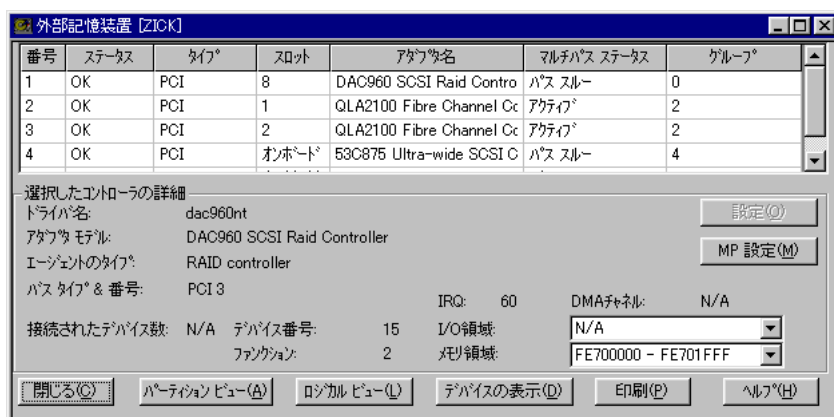 外部記憶装置 [ZICK]
番号 ステータス ﾀｲﾌﾟ スロット ｱﾀﾞﾌﾟﾀ名 マルチパス ステータス ｸﾞﾙｰﾌﾟ
1 OK PCI 8 DAC960 SCSI Raid Contro ﾊﾟｽ ｽﾙｰ 0
2 OK PCI 1 QLA2100 Fibre Channel Cc ｱｸﾃｨﾌﾞ 2
3 OK PCI 2 QLA2100 Fibre Channel Cc ｱｸﾃｨﾌﾞ 2
4 OK PCI ｵﾝﾎﾞｰﾄﾞ 53C875 Ultra-wide SCSI C ﾊﾟｽ ｽﾙｰ 4
選択したｺﾝﾄﾛｰﾗの詳細
ﾄﾞﾗｲﾊﾞ名: dac960nt 設定(O)
ｱﾀﾞﾌﾟﾀ ﾓﾃﾞﾙ: DAC960 SCSI Raid Controller
ｴｰｼﾞｪﾝﾄのﾀｲﾌﾟ: RAID controller MP 設定(M)
ﾊﾞｽ ﾀｲﾌﾟ & 番号: PCI 3
IRQ: 60 DMAﾁｬﾈﾙ: N/A
接続されたﾃﾞﾊﾞｲｽ数: N/A ﾃﾞﾊﾞｲｽ番号: 15 I/O領域: N/A
ﾌｧﾝｸｼｮﾝ: 2 ﾒﾓﾘ領域: FE700000 - FE701FFF
閉じる(C) ﾊﾟｰﾃｨｼｮﾝ ﾋﾞｭｰ(A) ﾛｼﾞｶﾙ ﾋﾞｭｰ(L) ﾃﾞﾊﾞｲｽの表示(D) 印刷(P) ﾍﾙﾌﾟ(H)